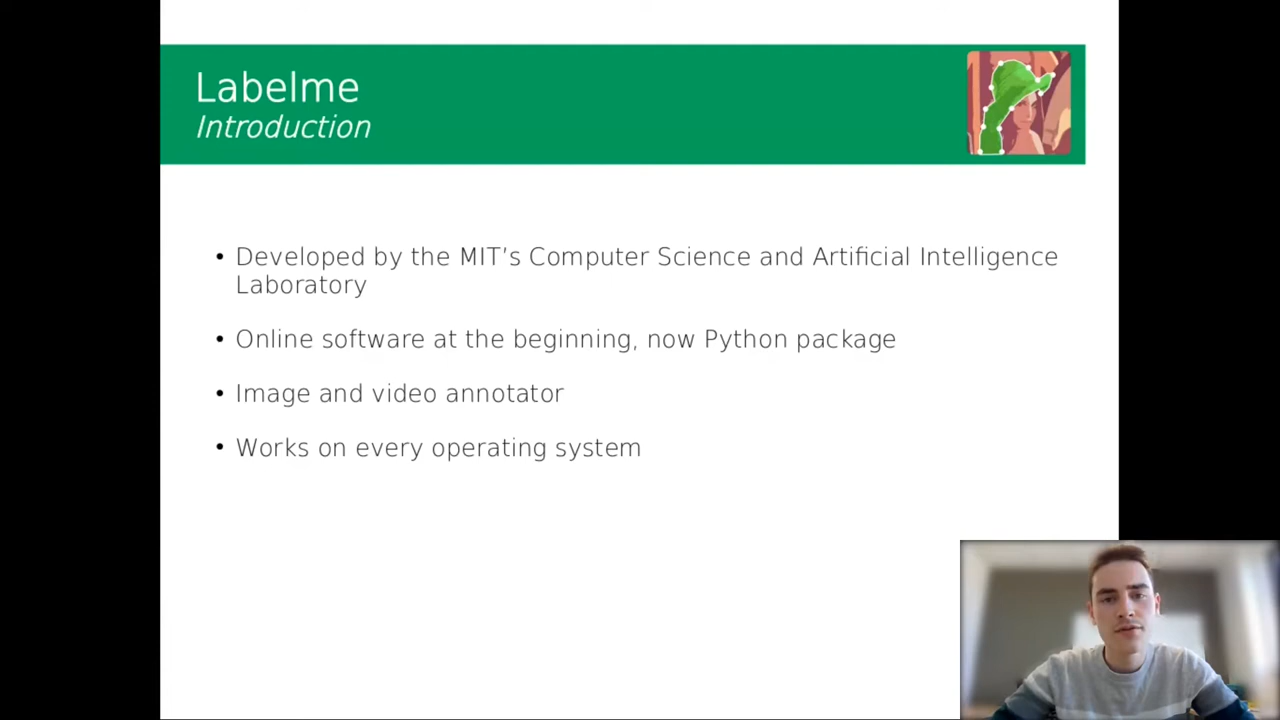 Labelme
Introduction
• Developed by the MIT’s Computer Science and Artificial Intelligence
Laboratory
• Online software at the beginning, now Python package
• Image and video annotator
• Works on every operating system